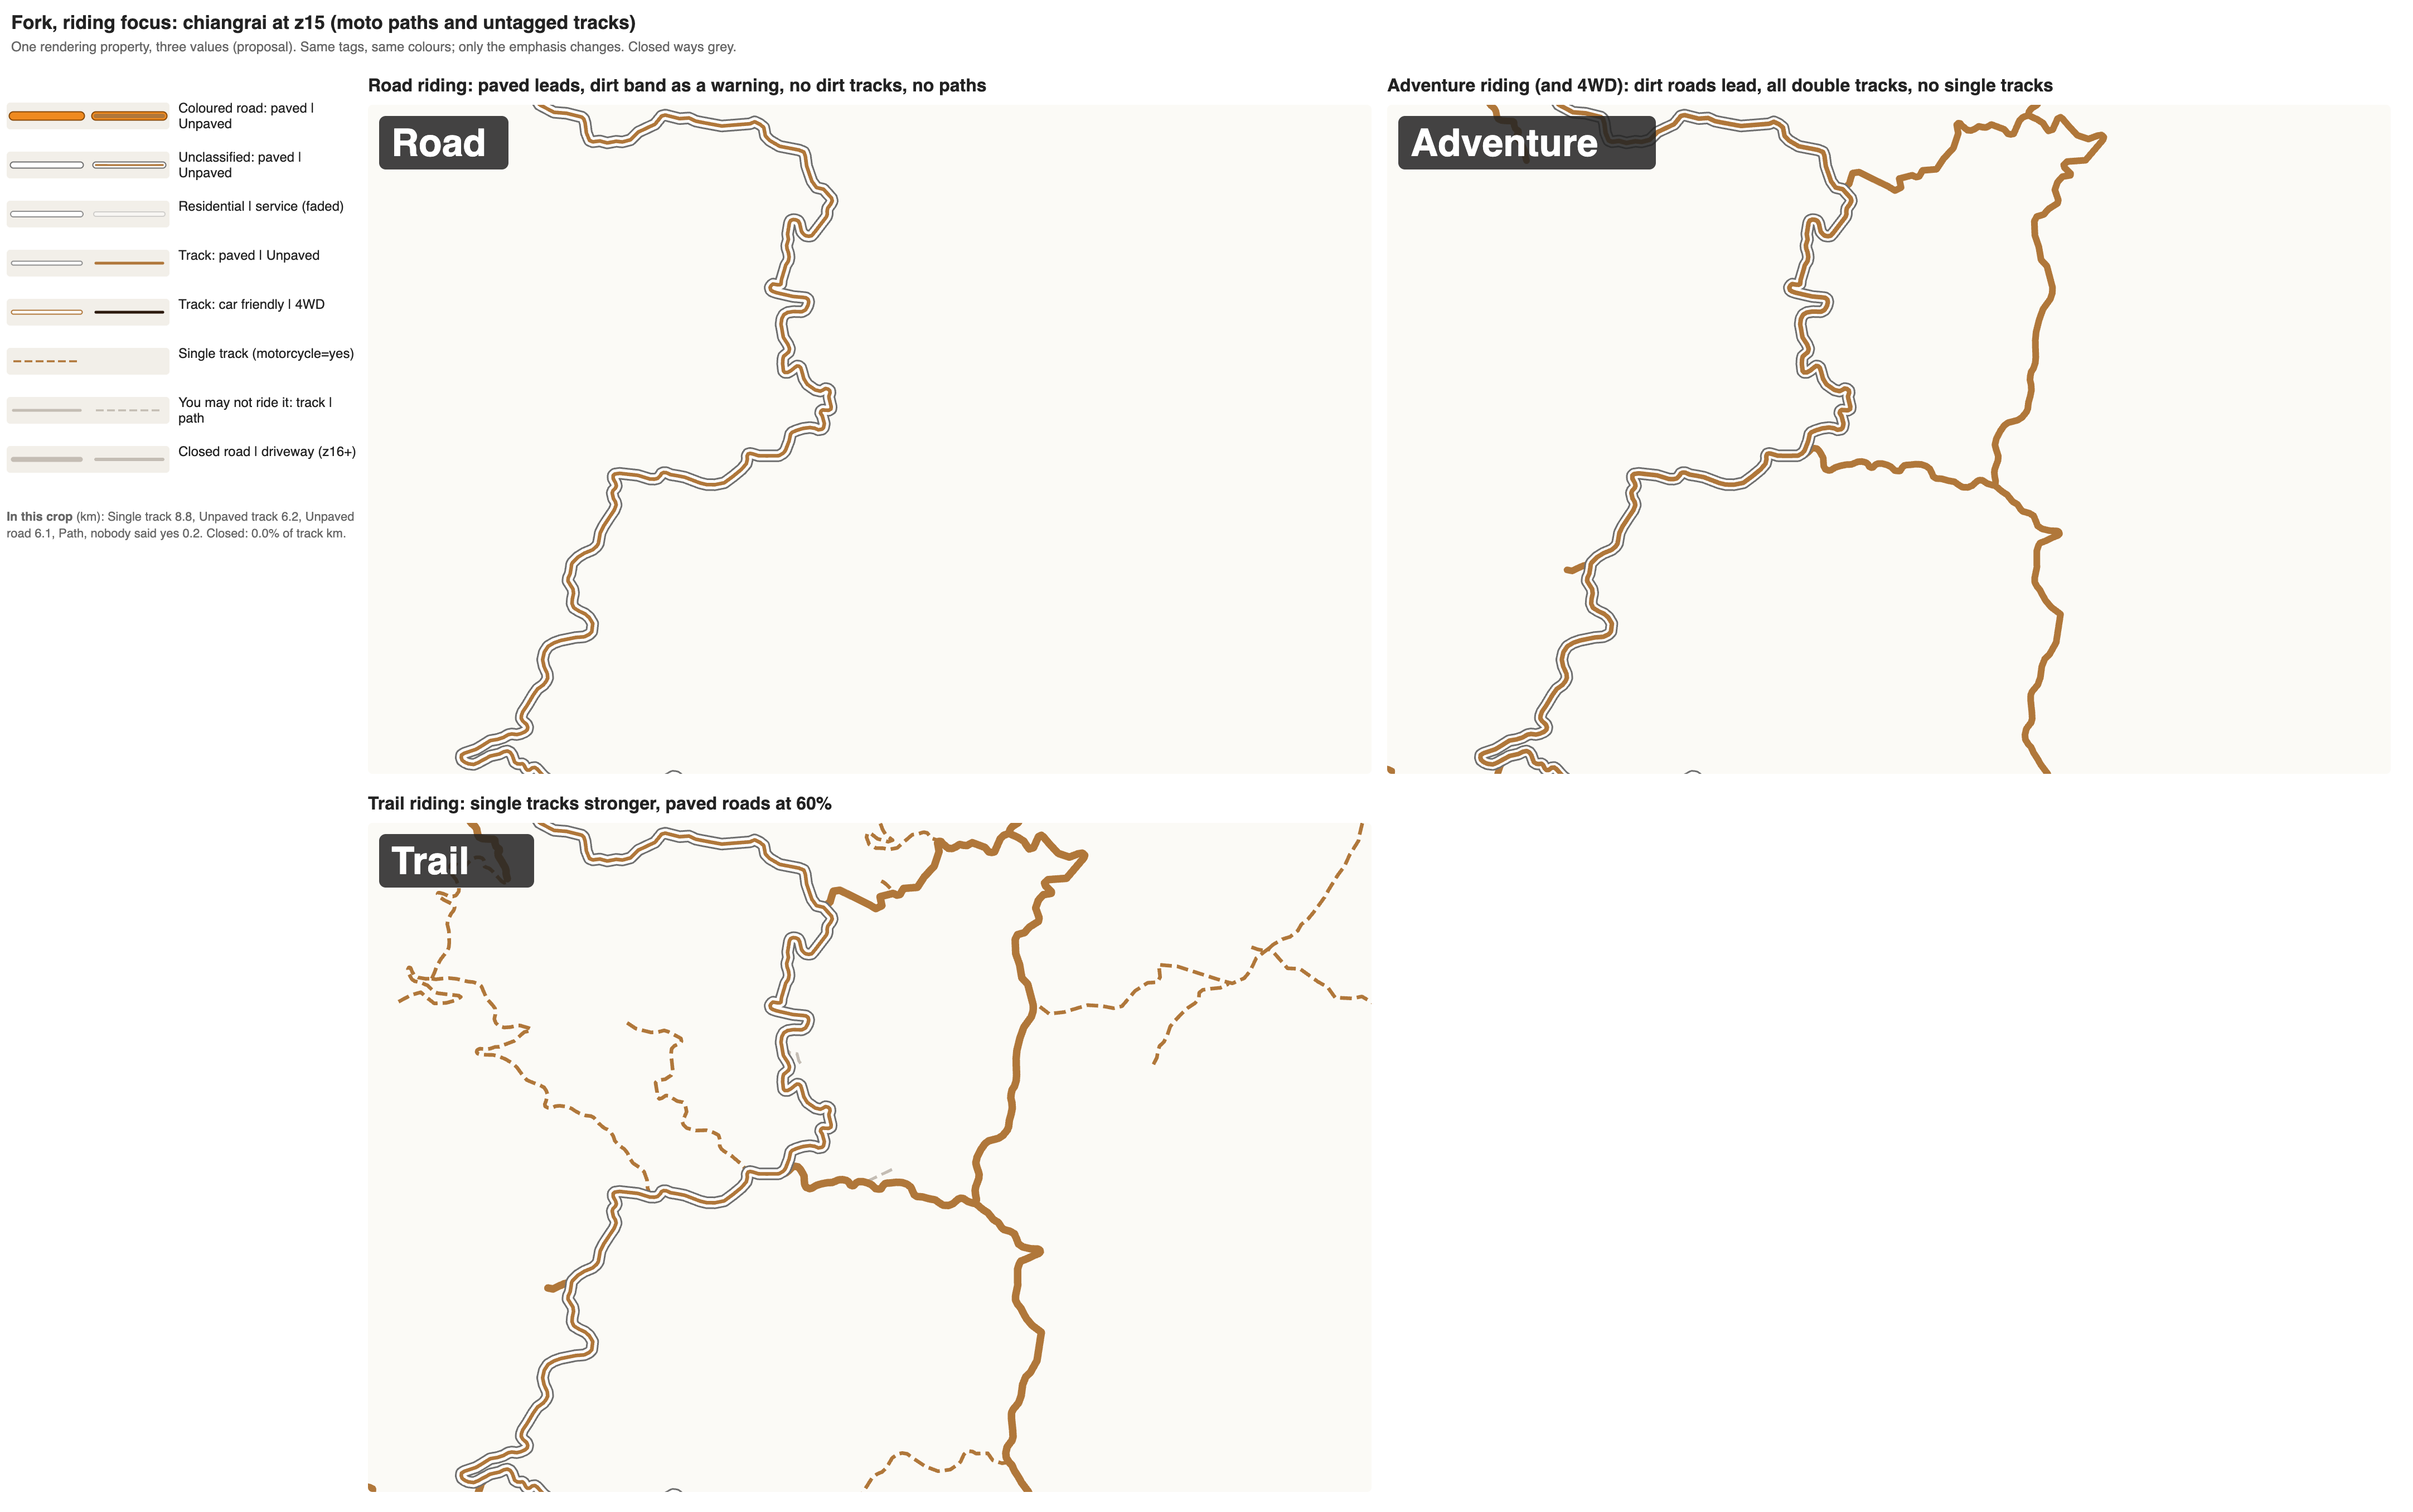 Fork, riding focus: chiangrai at z15 (moto paths and untagged tracks)
One rendering property, three values (proposal). Same tags, same colours; only the emphasis changes. Closed ways grey.
Coloured road: paved |
Unpaved
Unclassified: paved |
Unpaved
Residential | service (faded)
Track: paved | Unpaved
Track: car friendly | 4WD
Single track (motorcycle=yes)
You may not ride it: track |
path
Closed road | driveway (z16+)
In this crop (km): Single track 8.8, Unpaved track 6.2, Unpaved
road 6.1, Path, nobody said yes 0.2. Closed: 0.0% of track km.
Road riding: paved leads, dirt band as a warning, no dirt tracks, no paths
Road
Adventure riding (and 4WD): dirt roads lead, all double tracks, no single tracks
Adventure
Trail riding: single tracks stronger, paved roads at 60%
Trail